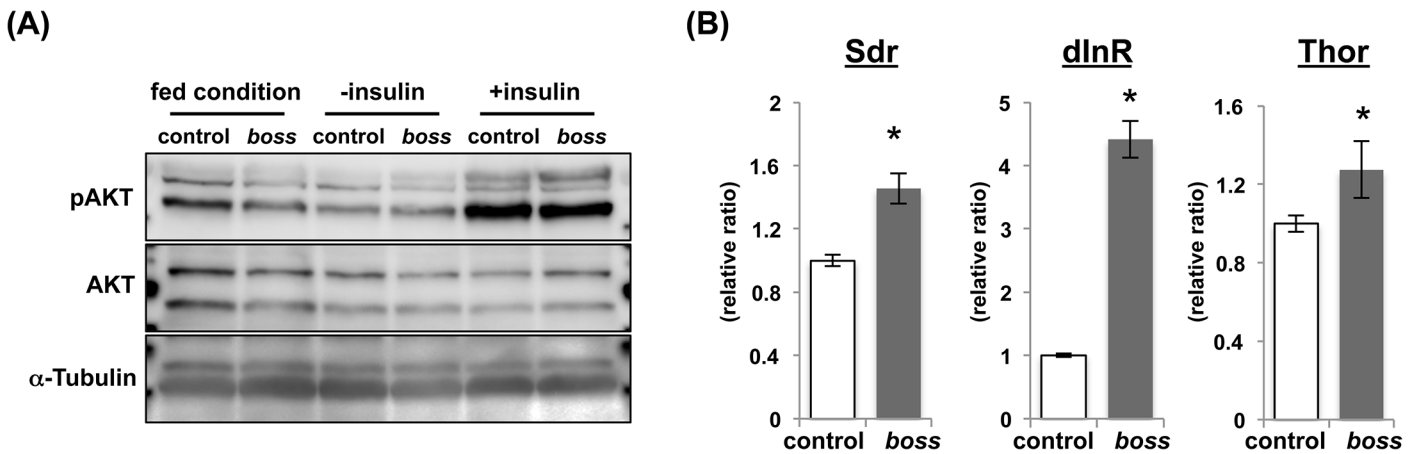 (A)
fed condition -insulin +insulin
control boss control boss control boss
pAKT
AKT
α-Tubulin
(B)
Sdr
(relative ratio)
2
1.6
1.2
0.8
0.4
0
control boss
*
dInR
(relative ratio)
5
4
3
2
1
0
control boss
*
Thor
(relative ratio)
1.6
1.2
0.8
0.4
0
control boss
*